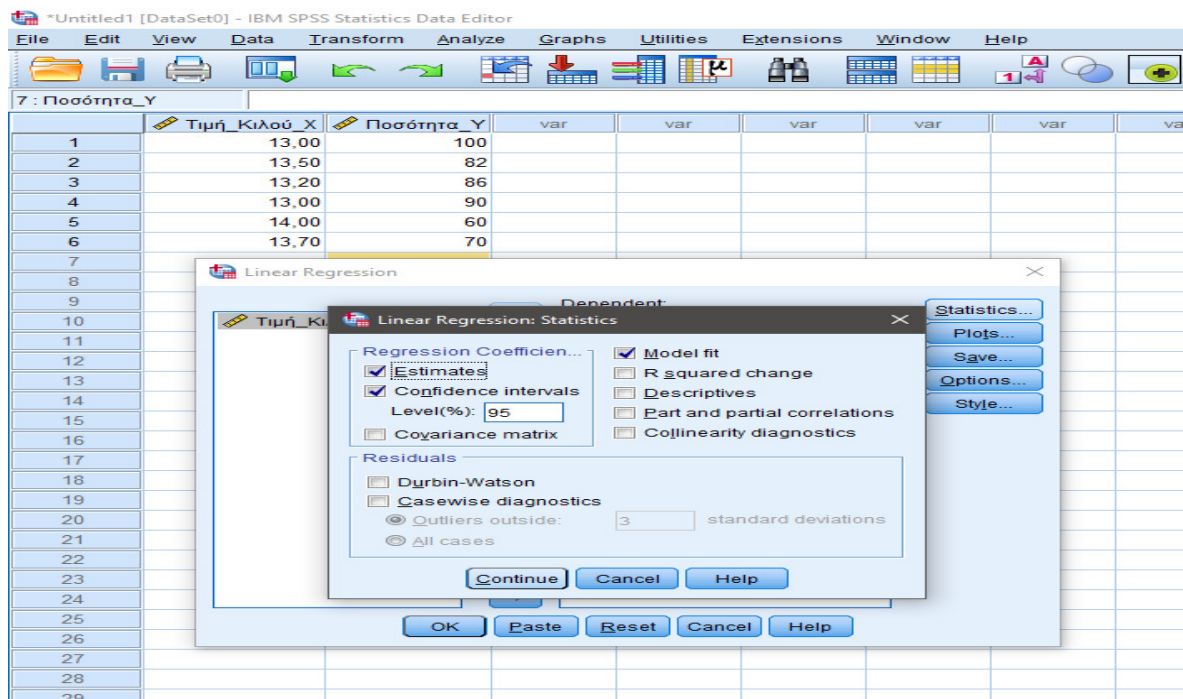 *Untitled1 [DataSet0] - IBM SPSS Statistics Data Editor
File Edit View Data Transform Analyze Graphs Utilities Extensions Window Help
7 : Ποσότητα_Υ
Τιμή_Κιλού_Χ Ποσότητα_Υ var var var var var va
1 13,00 100
2 13,50 82
3 13,20 86
4 13,00 90
5 14,00 60
6 13,70 70
7
8
9
10
11
12
13
14
15
16
17
18
19
20
21
22
23
24
25
26
27
28
29
Linear Regression
Dependent:
Τιμή_Κι
Statistics...
Plots...
Save...
Options...
Style...
Linear Regression: Statistics
Regression Coefficien...
Estimates
Confidence intervals
Level(%): 95
Covariance matrix
Model fit
R squared change
Descriptives
Part and partial correlations
Collinearity diagnostics
Residuals
Durbin-Watson
Casewise diagnostics
Outliers outside: 3 standard deviations
All cases
Continue Cancel Help
OK Paste Reset Cancel Help